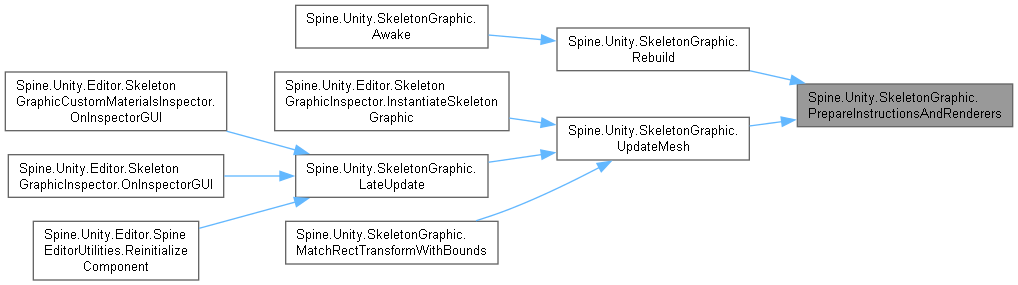 Spine.Unity.SkeletonGraphic.
Awake
Spine.Unity.SkeletonGraphic.
Rebuild
Spine.Unity.Editor.Skeleton
GraphicCustomMaterialsInspector.
OnInspectorGUI
Spine.Unity.Editor.Skeleton
GraphicInspector.InstantiateSkeleton
Graphic
Spine.Unity.SkeletonGraphic.
PrepareInstructionsAndRenderers
Spine.Unity.SkeletonGraphic.
UpdateMesh
Spine.Unity.Editor.Skeleton
GraphicInspector.OnInspectorGUI
Spine.Unity.SkeletonGraphic.
LateUpdate
Spine.Unity.Editor.Spine
EditorUtilities.Reinitialize
Component
Spine.Unity.SkeletonGraphic.
MatchRectTransformWithBounds